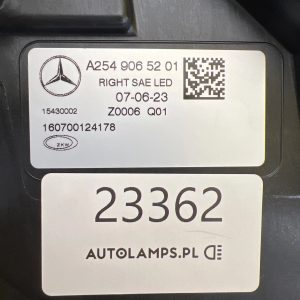 A254 906 52 01
RIGHT SAE LED
07-06-23
15430002 Z0006 Q01
160700124178
ZKW
23362
AUTOLAMPS.PL